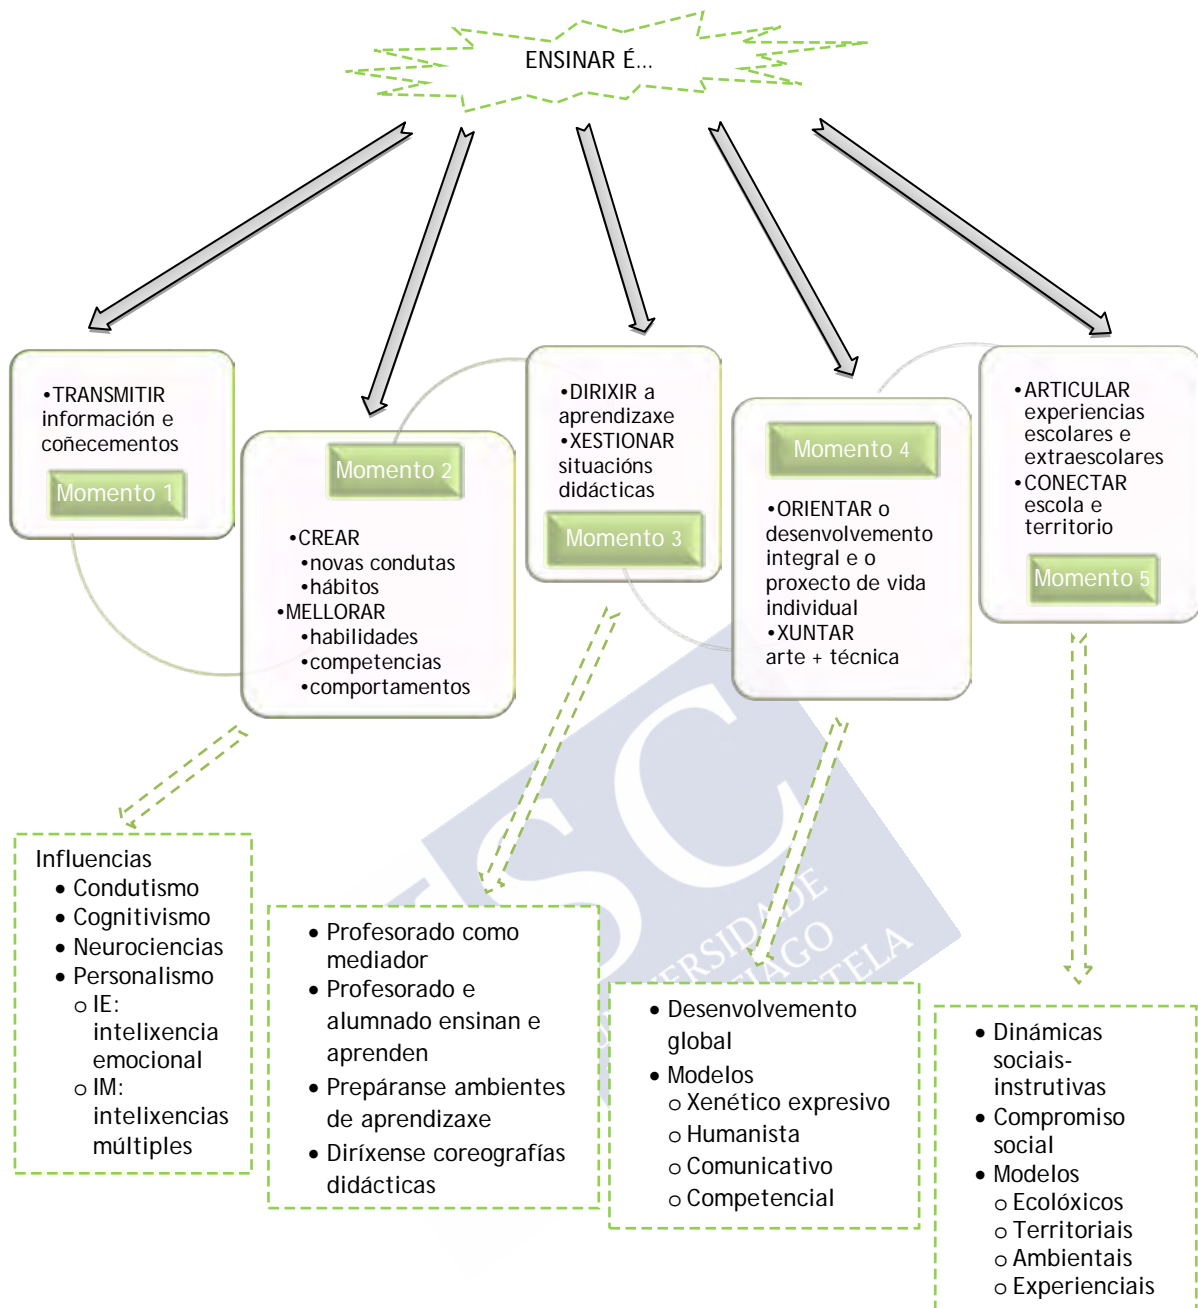 ENSINAR É...
•TRANSMITIR
información e
coñecementos
Momento 1
Momento 2
•CREAR
•novas condutas
•hábitos
•MELLORAR
•habilidades
•competencias
•comportamentos
•DIRIXIR a
aprendizaxe
•XESTIONAR
situacións
didácticas
Momento 3
Momento 4
•ORIENTAR o
desenvolvemento
integral e o
proxecto de vida
individual
•XUNTAR
arte + técnica
•ARTICULAR
experiencias
escolares e
extraescolares
•CONECTAR
escola e
territorio
Momento 5
Influencias
• Condutismo
• Cognitivismo
• Neurociencias
• Personalismo
o IE:
intelixencia
emocional
o IM:
intelixencias
múltiples
• Profesorado como
mediador
• Profesorado e
alumnado ensinan e
aprenden
• Prepáranse ambientes
de aprendizaxe
• Diríxense coreografías
didácticas
• Desenvolvemento
global
• Modelos
o Xenético expresivo
o Humanista
o Comunicativo
o Competencial
• Dinámicas
sociais-
instrutivas
• Compromiso
social
• Modelos
o Ecolóxicos
o Territoriais
o Ambientais
o Experienciais